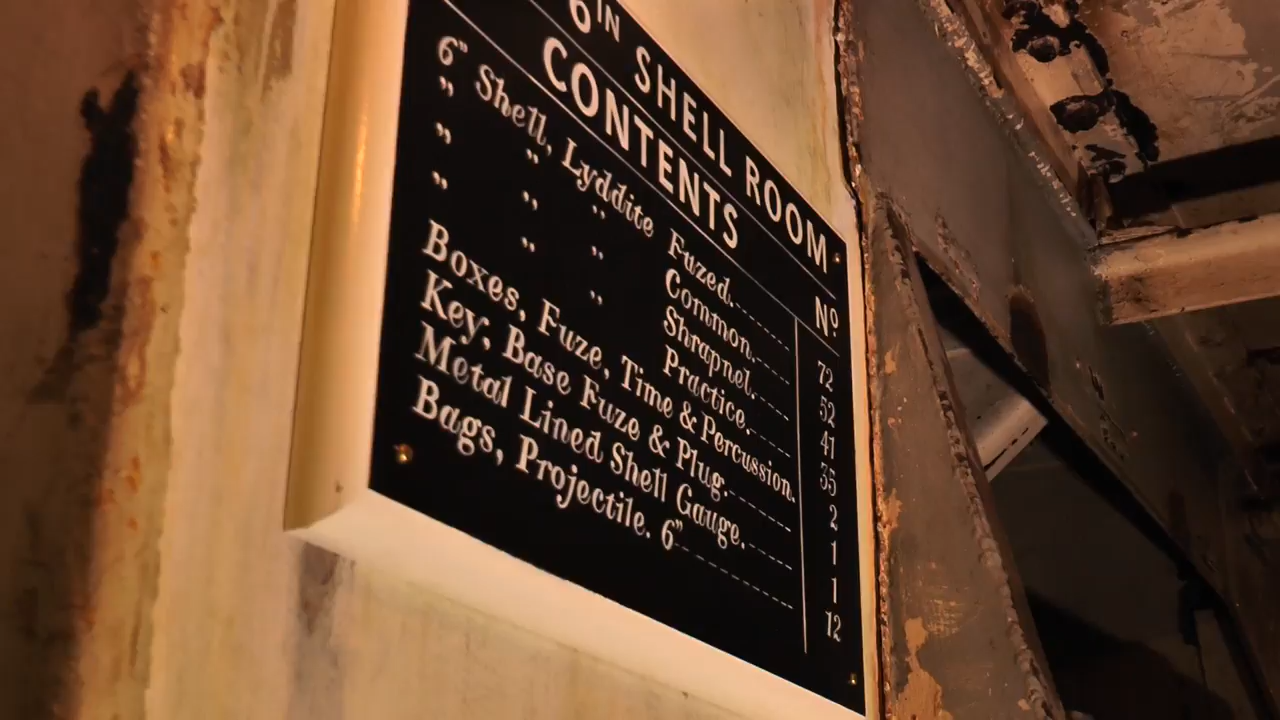 6IN SHELL ROOM
CONTENTS Nº
6" Shell, Lyddite Fuzed. 72
" " " Common. 52
" " " Shrapnel. 41
" " " Practice. 35
Boxes, Fuze, Time & Percussion. 2
Key, Base Fuze & Plug. 1
Metal Lined Shell Gauge. 1
Bags, Projectile. 6" 12